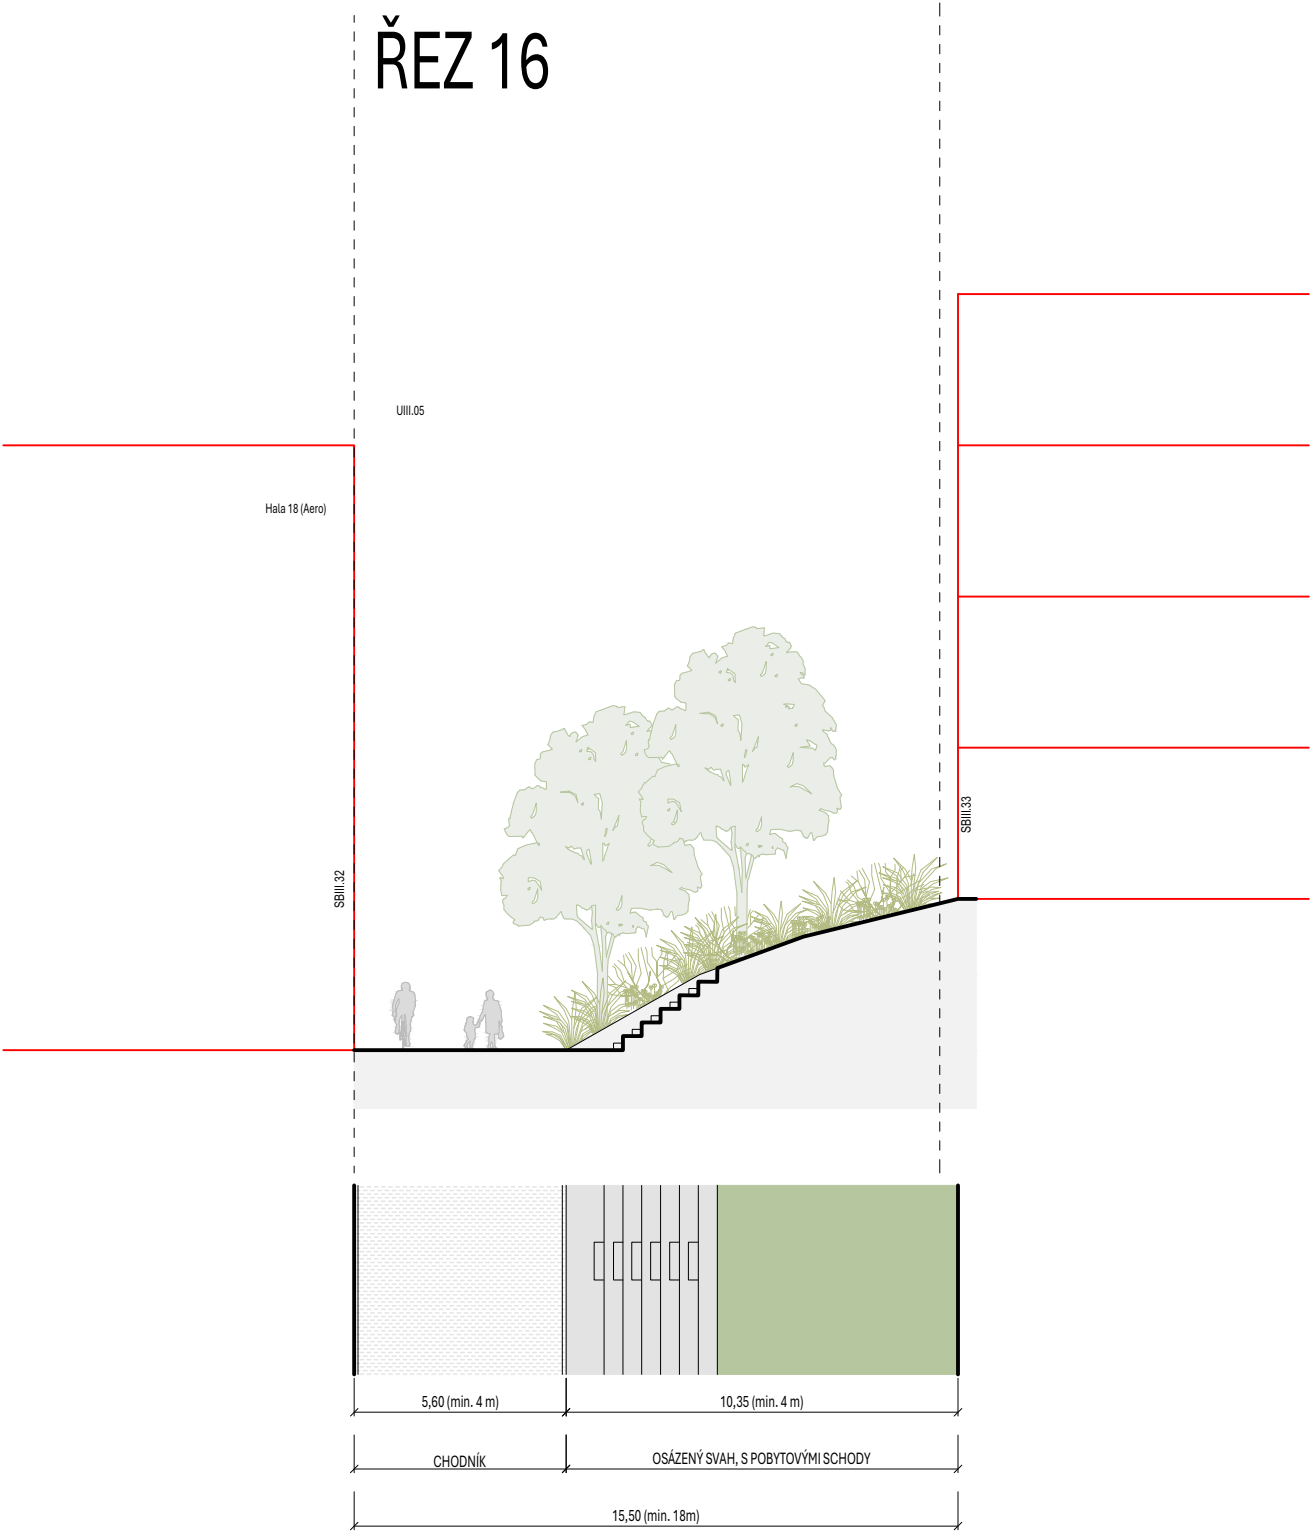 ŘEZ 16
UIII.05
Hala 18 (Aero)
SBIII.33
SBIII.32
5,60 (min. 4 m)
10,35 (min. 4 m)
CHODNÍK
OSÁZENÝ SVAH, S POBYTOVÝMI SCHODY
15,50 (min. 18m)